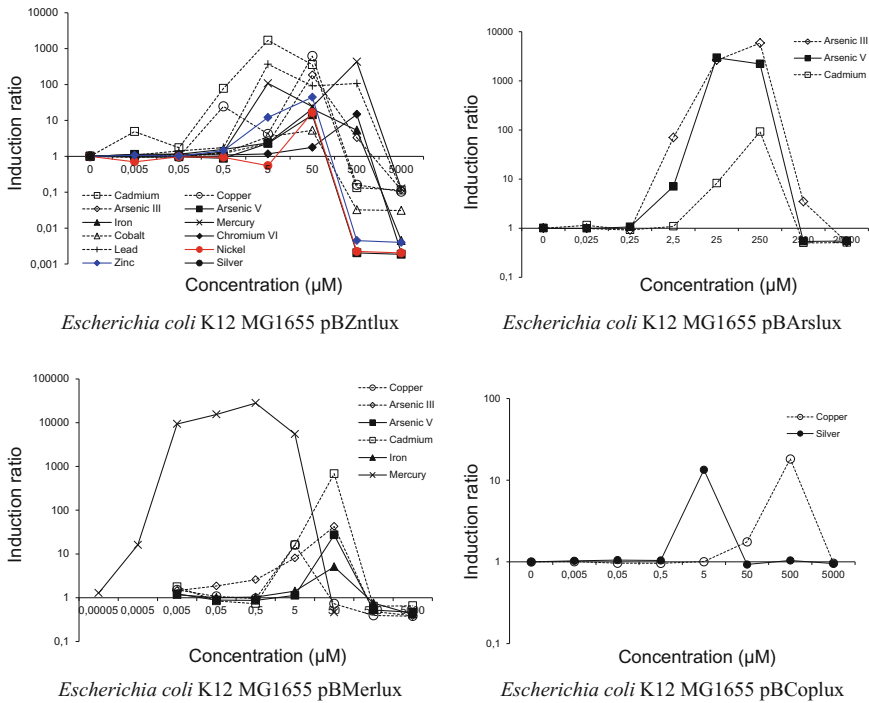 10000
1000
100
10
1
0,1
0,01
0,001
Induction ratio
0 0,005 0,05 0,5 5 50 500 5000
Cadmium Copper
Arsenic III Arsenic V
Iron Mercury
Cobalt Chromium VI
Lead Nickel
Zinc Silver
Concentration (µM)
Escherichia coli K12 MG1655 pBZntlux
10000
1000
100
10
1
0,1
Induction ratio
0 0,025 0,25 2,5 25 250
Arsenic III
Arsenic V
Cadmium
Concentration (µM)
Escherichia coli K12 MG1655 pBArslux
100000
10000
1000
100
10
1
0,1
Induction ratio
0,00005 0,0005 0,005 0,05 0,5 5 50
Copper
Arsenic III
Arsenic V
Cadmium
Iron
Mercury
Concentration (µM)
Escherichia coli K12 MG1655 pBMerlux
100
10
1
0,1
Induction ratio
0 0,005 0,05 0,5 5 50 500 5000
Copper
Silver
Concentration (µM)
Escherichia coli K12 MG1655 pBCoplux